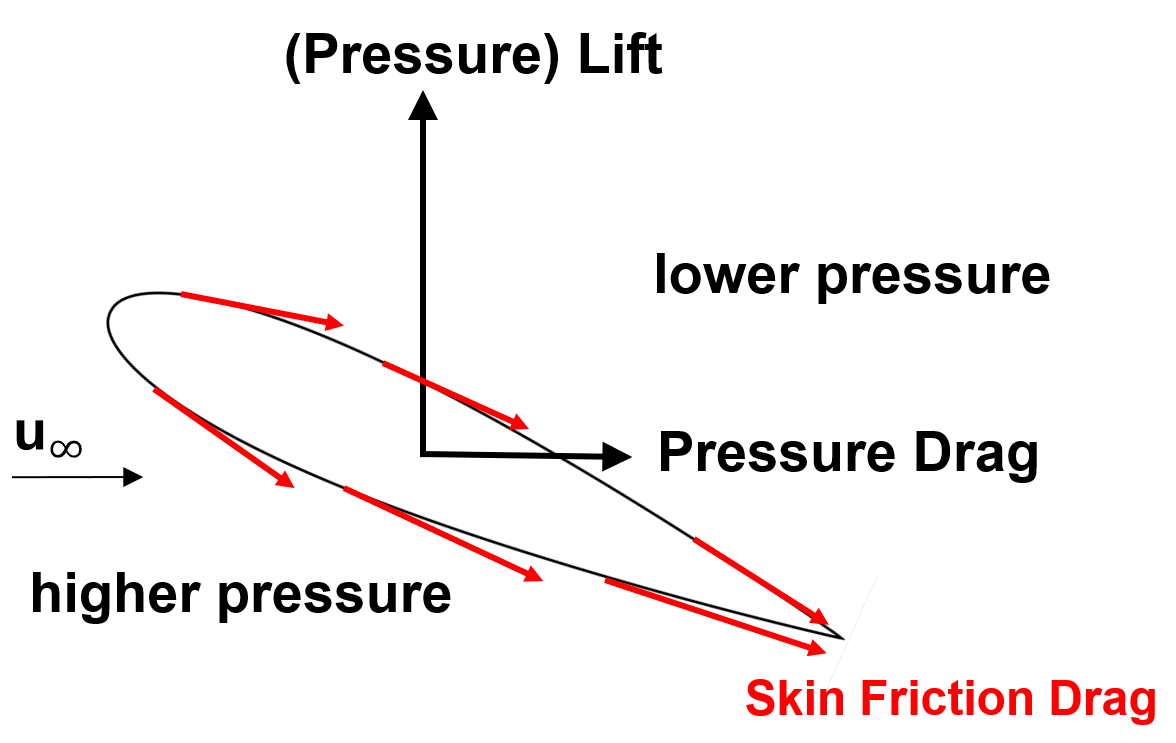 (Pressure) Lift
lower pressure
u∞
Pressure Drag
higher pressure
Skin Friction Drag